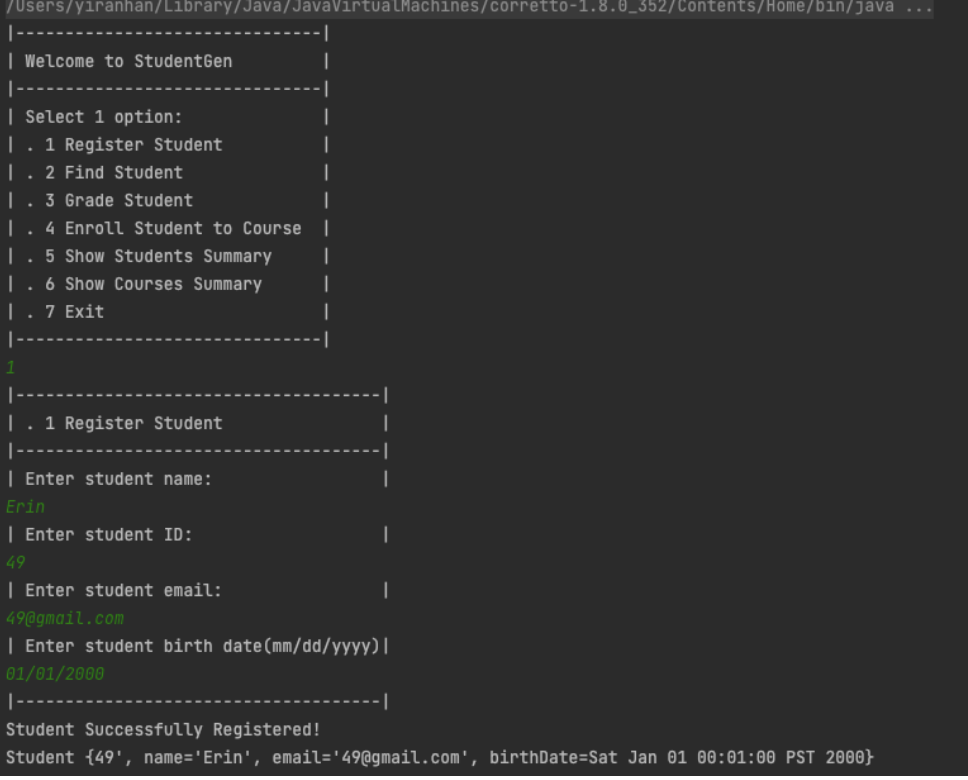 /Users/yiranhan/Library/Java/JavaVirtualMachines/corretto-1.8.0_352/Contents/Home/bin/java ...
|-------------------------------|
| Welcome to StudentGen         |
|-------------------------------|
| Select 1 option:              |
| . 1 Register Student          |
| . 2 Find Student              |
| . 3 Grade Student             |
| . 4 Enroll Student to Course  |
| . 5 Show Students Summary     |
| . 6 Show Courses Summary      |
| . 7 Exit                      |
|-------------------------------|
1
|-------------------------------------|
| . 1 Register Student                |
|-------------------------------------|
| Enter student name:                 |
Erin
| Enter student ID:                   |
49
| Enter student email:                |
49@gmail.com
| Enter student birth date(mm/dd/yyyy)|
01/01/2000
|-------------------------------------|
Student Successfully Registered!
Student {49', name='Erin', email='49@gmail.com', birthDate=Sat Jan 01 00:01:00 PST 2000}